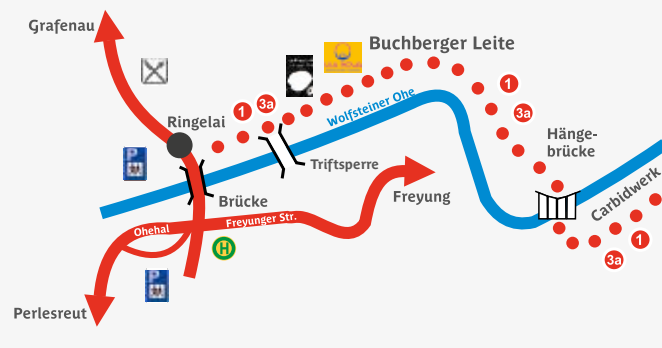 Grafenau
Buchberger Leite
1
3a
Ringelai
Wolfsteiner Ohe
1
3a
Hänge-
brücke
P
Triftsperre
Brücke
Freyung
Carbidwerk
Ohehal
Freyunger Str.
H
1
3a
P
Perlesreut